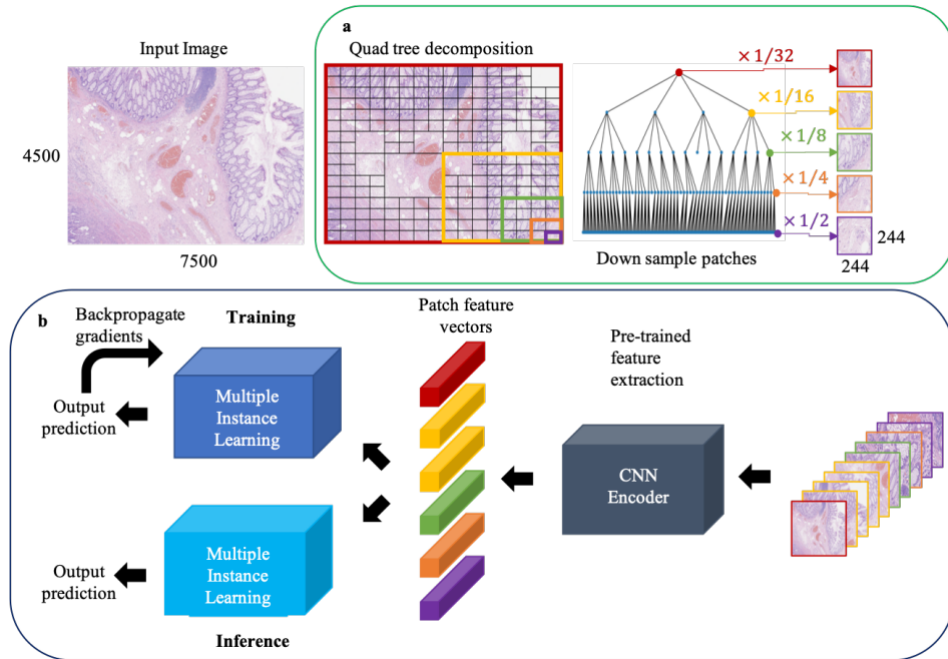 Input Image
4500
7500
a
Quad tree decomposition
× 1/32
× 1/16
× 1/8
× 1/4
× 1/2
Down sample patches
244
244
b
Backpropagate
gradients
Training
Multiple
Instance
Learning
Output
prediction
Patch feature
vectors
Pre-trained
feature
extraction
CNN
Encoder
Multiple
Instance
Learning
Output
prediction
Inference